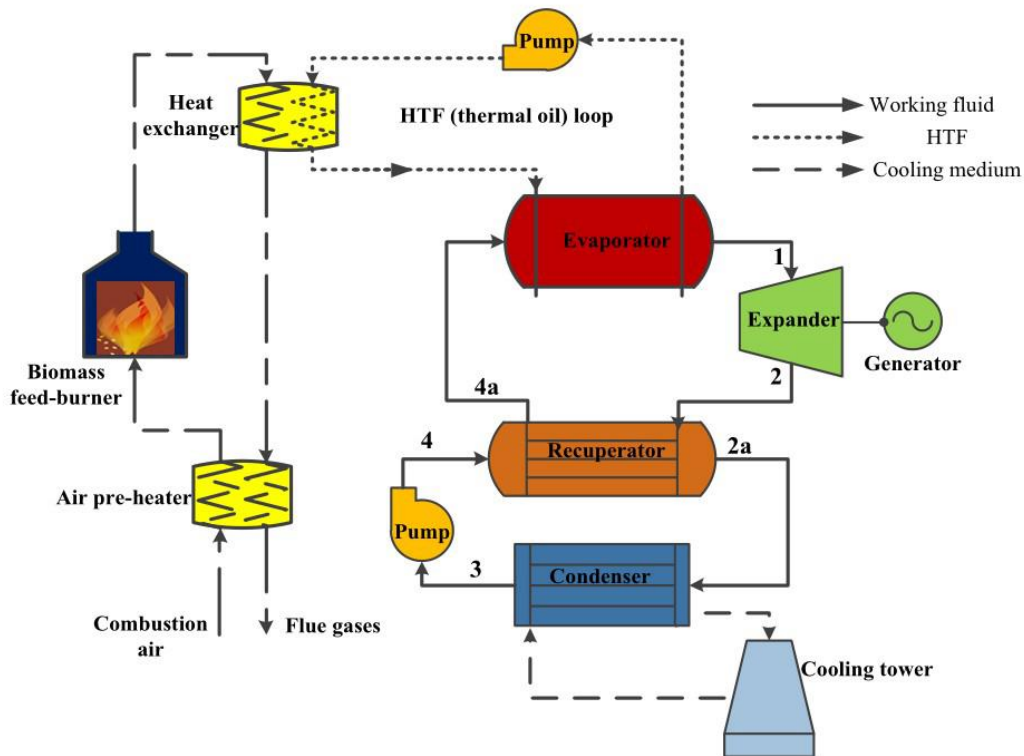 Pump
Heat
exchanger
HTF (thermal oil) loop
Working fluid
HTF
Cooling medium
Evaporator
1
Expander
Generator
2
Biomass
feed-burner
4a
4
Recuperator
2a
Air pre-heater
Pump
3
Condenser
Combustion
air
Flue gases
Cooling tower